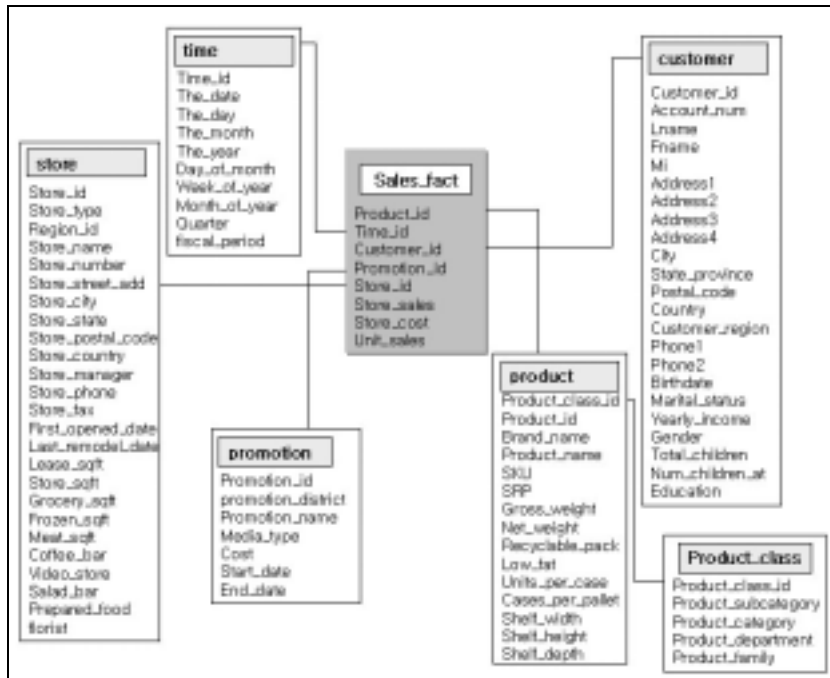 time
Time_id
The_date
The_day
The_month
The_year
Day_of_month
Week_of_year
Month_of_year
Quarter
fiscal_period
customer
Customer_id
Account_num
Lname
Fname
Mi
Address1
Address2
Address3
Address4
City
State_province
Postal_code
Country
Customer_region
Phone1
Phone2
Birthdate
Marital_status
Yearly_income
Gender
Total_children
Num_children_at
Education
store
Store_id
Store_type
Region_id
Store_name
Store_number
Store_street_add
Store_city
Store_state
Store_postal_code
Store_country
Store_manager
Store_phone
Store_fax
First_opened_date
Last_remodel_date
Lease_sqft
Store_sqft
Grocery_sqft
Frozen_sqft
Meat_sqft
Coffee_bar
Video_store
Salad_bar
Prepared_food
florist
Sales_fact
Product_id
Time_id
Customer_id
Promotion_id
Store_id
Store_sales
Store_cost
Unit_sales
promotion
Promotion_id
promotion_district
Promotion_name
Media_type
Cost
Start_date
End_date
product
Product_class_id
Product_id
Brand_name
Product_name
SKU
SRP
Gross_weight
Net_weight
Recyclable_pack
Low_fat
Units_per_case
Cases_per_pallet
Shelf_width
Shelf_height
Shelf_depth
Product_class
Product_class_id
Product_subcategory
Product_category
Product_department
Product_family